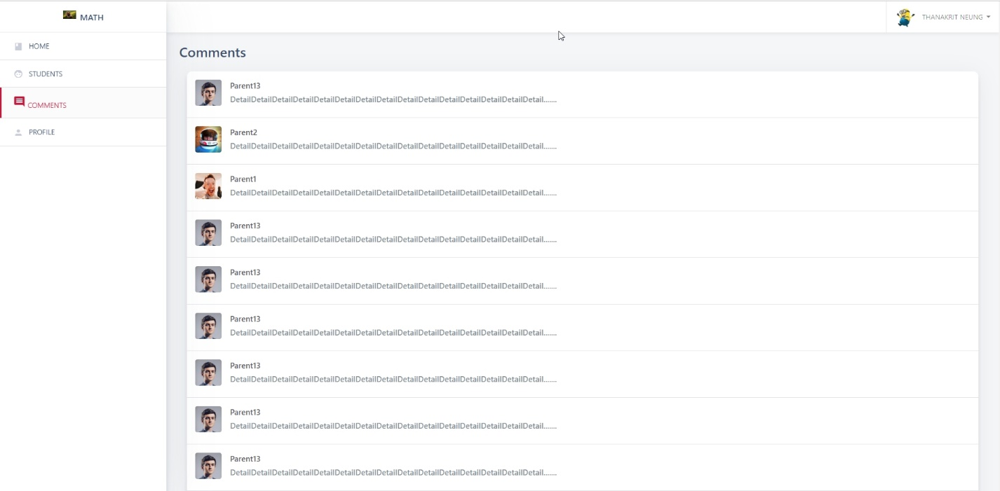 MATH
THANAKRIT NEUNG
HOME
STUDENTS
COMMENTS
PROFILE
Comments
Parent13
DetailDetailDetailDetailDetailDetailDetailDetailDetailDetailDetailDetailDetailDetailDetail.......
Parent2
DetailDetailDetailDetailDetailDetailDetailDetailDetailDetailDetailDetailDetailDetailDetail.......
Parent1
DetailDetailDetailDetailDetailDetailDetailDetailDetailDetailDetailDetailDetailDetailDetail.......
Parent13
DetailDetailDetailDetailDetailDetailDetailDetailDetailDetailDetailDetailDetailDetailDetail.......
Parent13
DetailDetailDetailDetailDetailDetailDetailDetailDetailDetailDetailDetailDetailDetailDetail.......
Parent13
DetailDetailDetailDetailDetailDetailDetailDetailDetailDetailDetailDetailDetailDetailDetail.......
Parent13
DetailDetailDetailDetailDetailDetailDetailDetailDetailDetailDetailDetailDetailDetailDetail.......
Parent13
DetailDetailDetailDetailDetailDetailDetailDetailDetailDetailDetailDetailDetailDetailDetail.......
Parent13
DetailDetailDetailDetailDetailDetailDetailDetailDetailDetailDetailDetailDetailDetailDetail.......